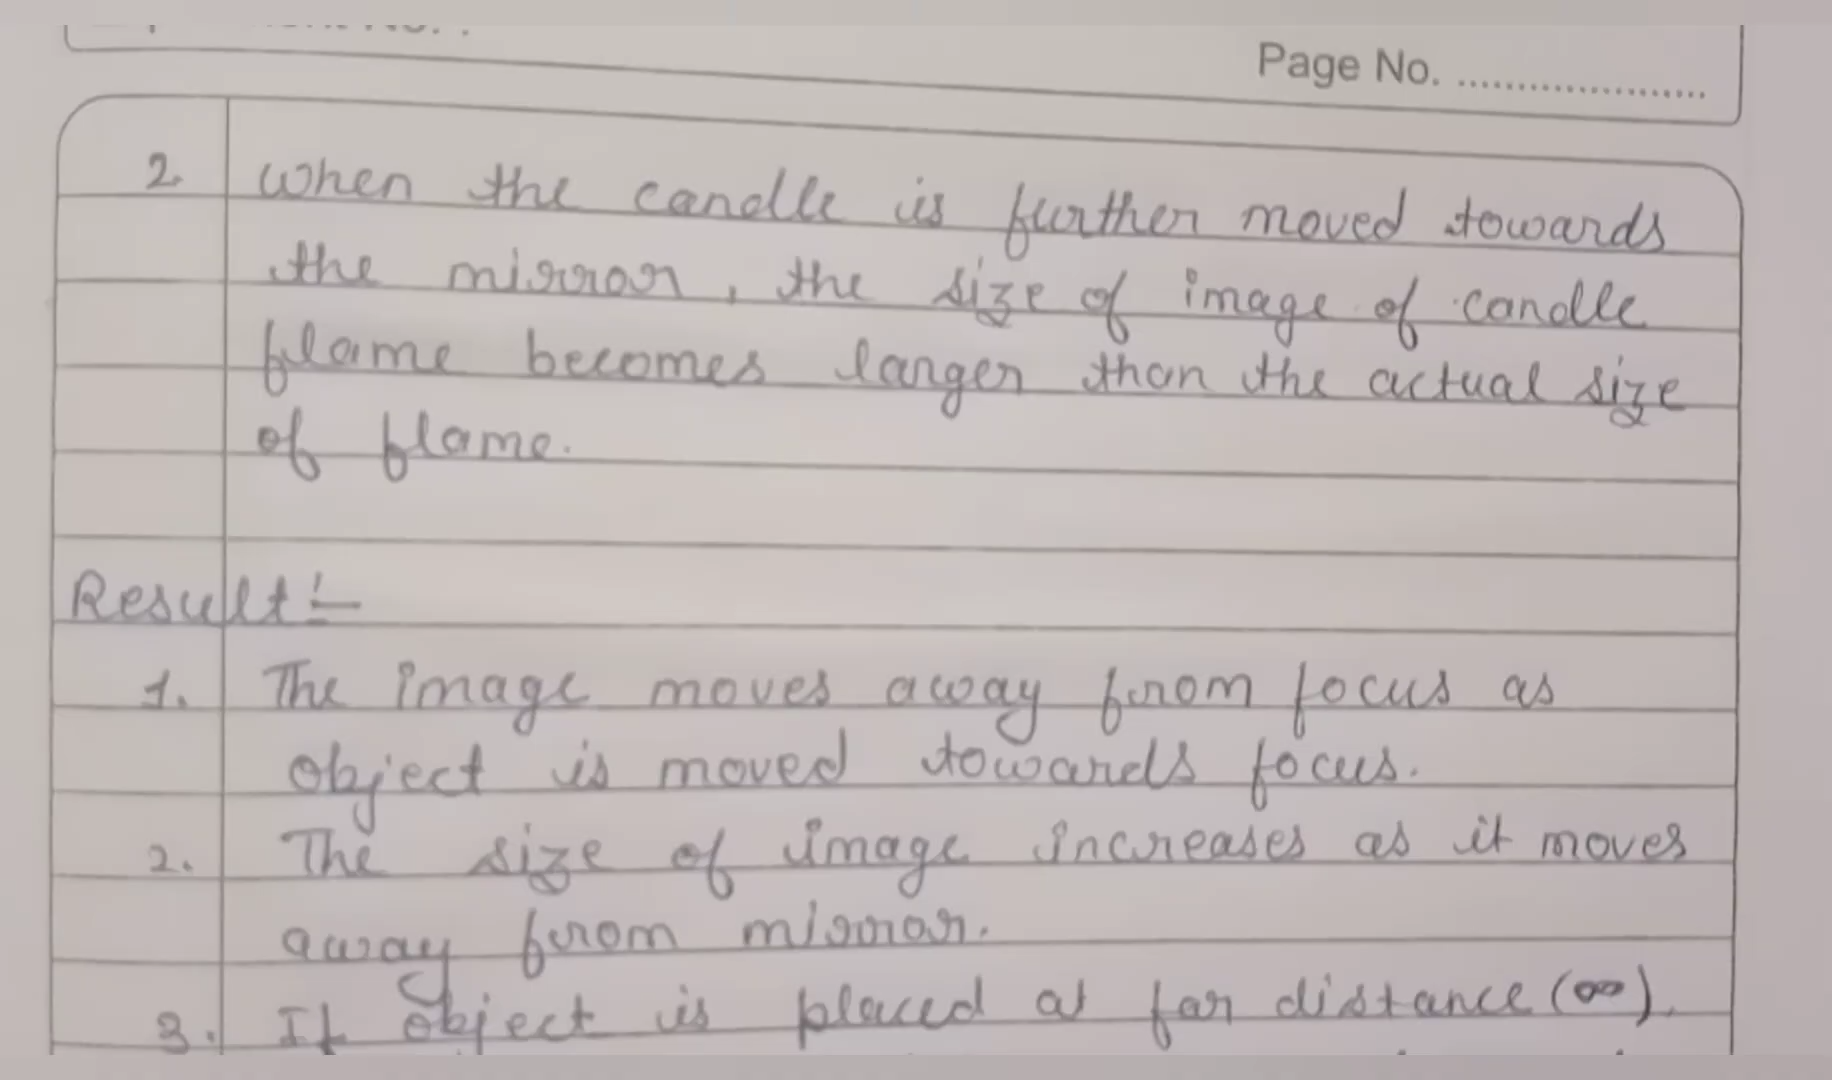 Page No. ....................
2. When the candle is further moved towards
the mirror, the size of image of candle
flame becomes larger than the actual size
of flame.
Result :-
1. The image moves away from focus as
object is moved towards focus.
2. The size of image increases as it moves
away from mirror.
3. If object is placed at far distance (∞).